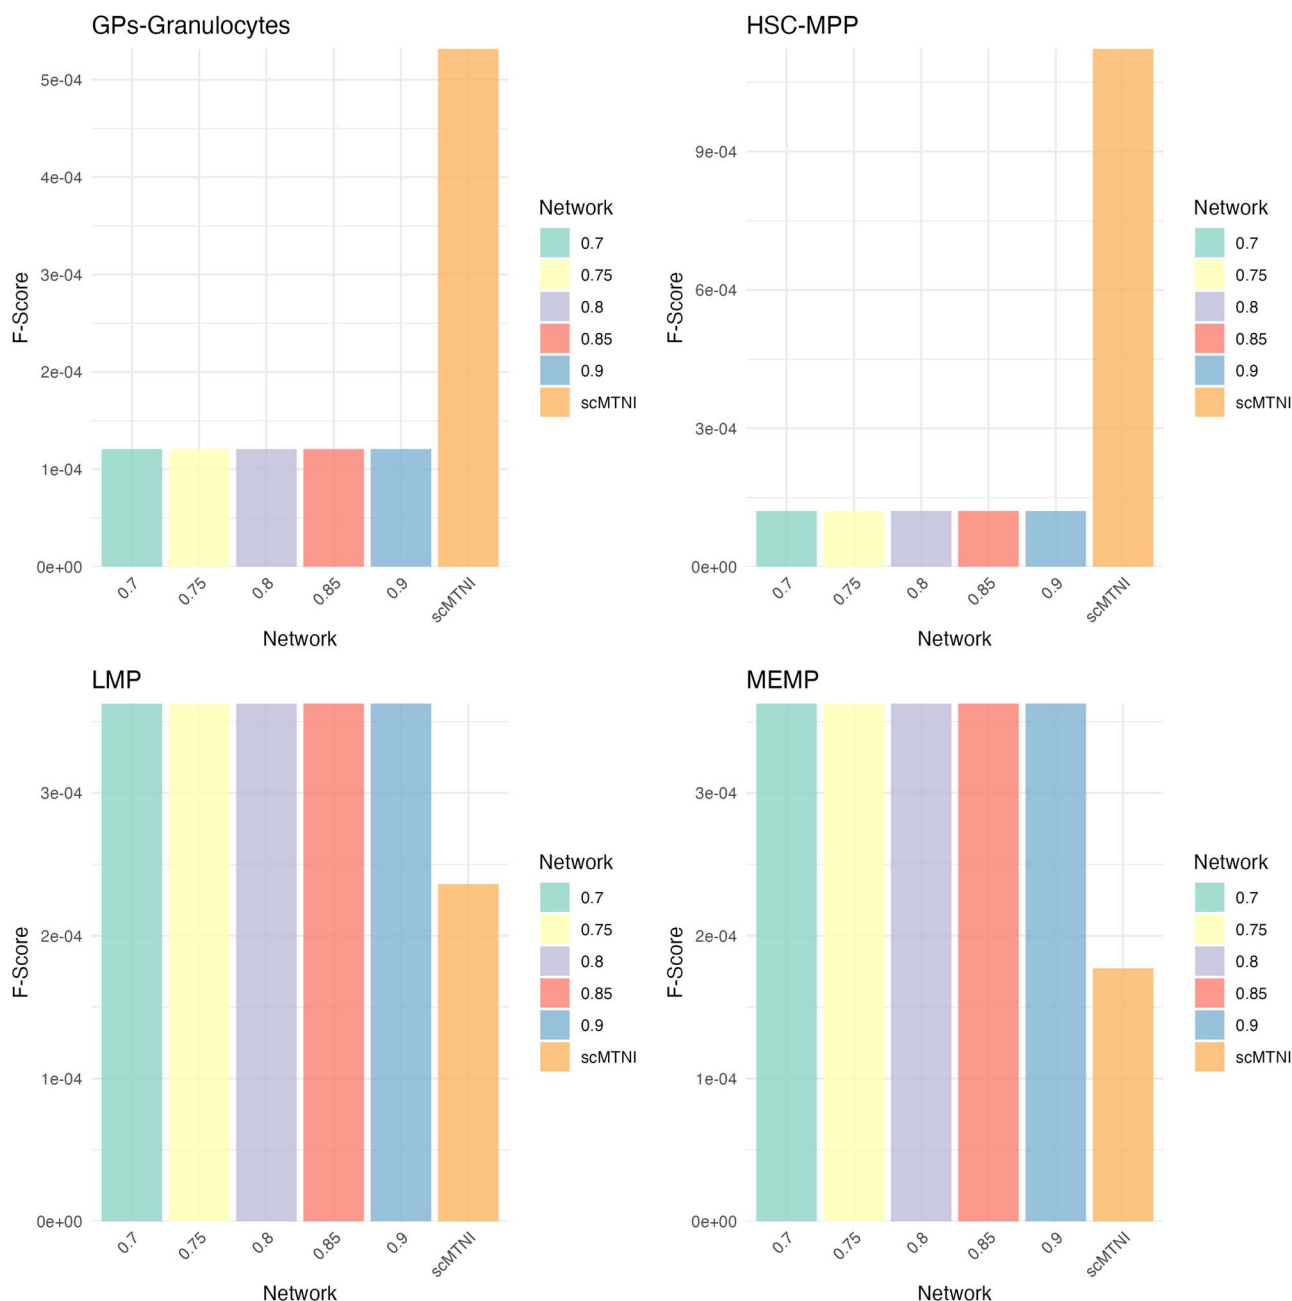 GPs-Granulocytes
5e-04
4e-04
3e-04
2e-04
1e-04
0e+00
F-Score
0.7
0.75
0.8
0.85
0.9
scMTNI
Network
Network
0.7
0.75
0.8
0.85
0.9
scMTNI
HSC-MPP
9e-04
6e-04
3e-04
0e+00
F-Score
0.7
0.75
0.8
0.85
0.9
scMTNI
Network
Network
0.7
0.75
0.8
0.85
0.9
scMTNI
LMP
3e-04
2e-04
1e-04
0e+00
F-Score
0.7
0.75
0.8
0.85
0.9
scMTNI
Network
Network
0.7
0.75
0.8
0.85
0.9
scMTNI
MEMP
3e-04
2e-04
1e-04
0e+00
F-Score
0.7
0.75
0.8
0.85
0.9
scMTNI
Network
Network
0.7
0.75
0.8
0.85
0.9
scMTNI